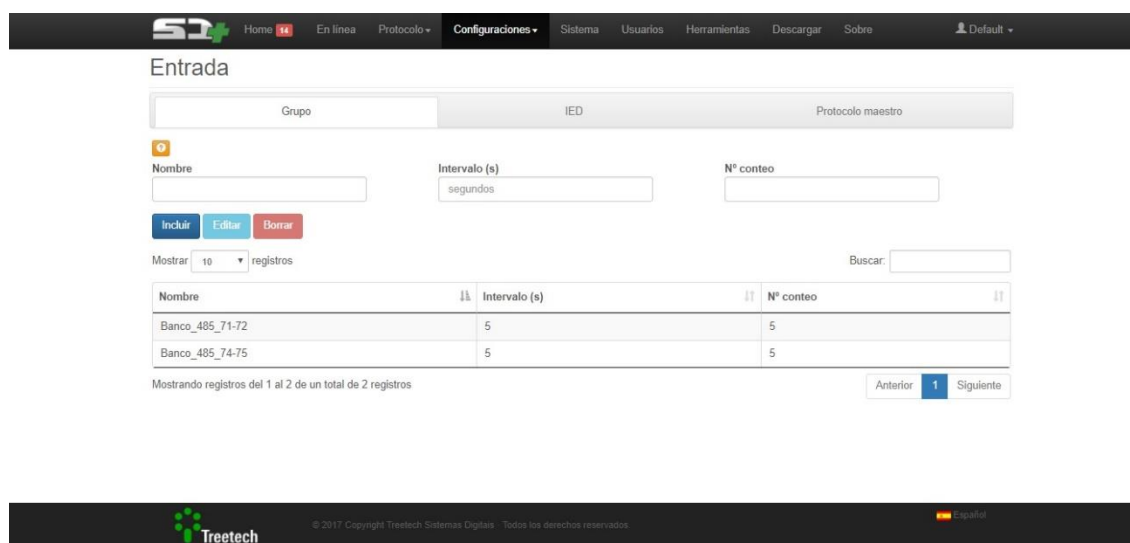 SD+ Home 14 En línea Protocolo Configuraciones Sistema Usuarios Herramientas Descargar Sobre Default
Entrada
Grupo IED Protocolo maestro
?
Nombre Intervalo (s) Nº conteo
segundos
Incluir Editar Borrar
Mostrar 10 registros Buscar:
Nombre Intervalo (s) Nº conteo
Banco_485_71-72 5 5
Banco_485_74-75 5 5
Mostrando registros del 1 al 2 de un total de 2 registros Anterior 1 Siguiente
Treetech © 2017 Copyright Treetech Sistemas Digitais - Todos los derechos reservados. Español